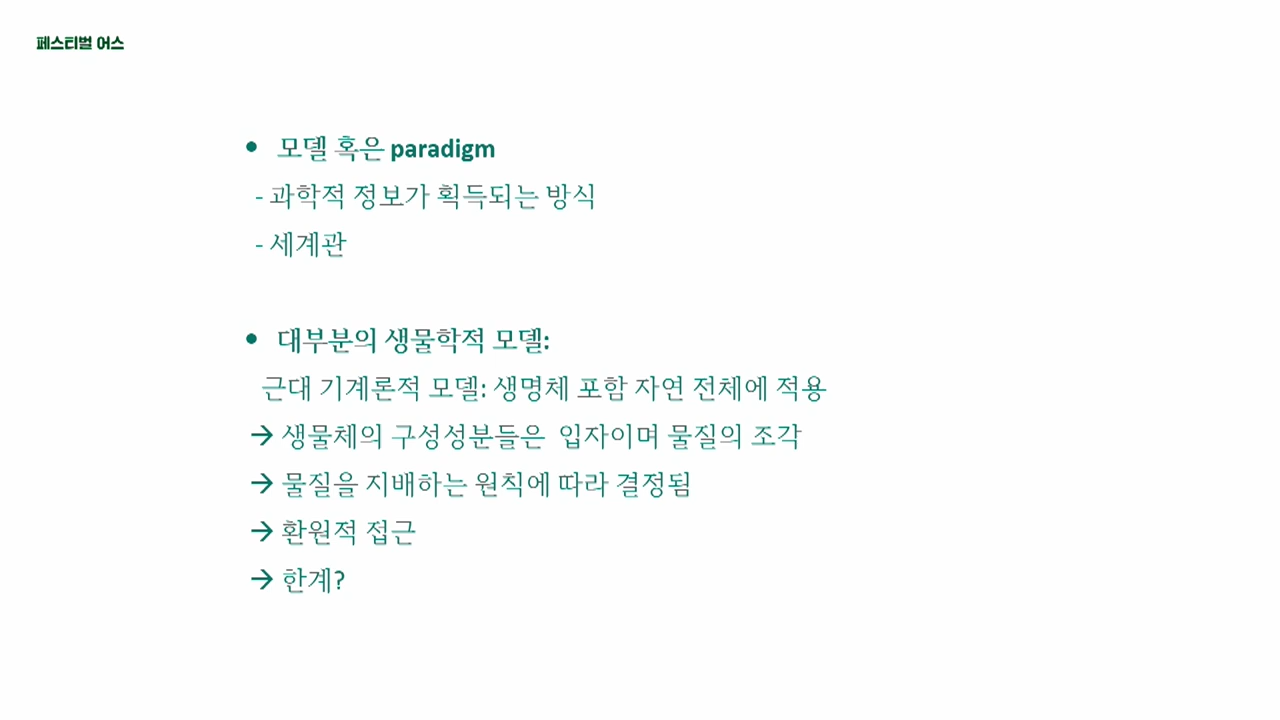 페스티벌 어스
• 모델 혹은 paradigm
- 과학적 정보가 획득되는 방식
- 세계관
• 대부분의 생물학적 모델:
근대 기계론적 모델: 생명체 포함 자연 전체에 적용
→ 생물체의 구성성분들은 입자이며 물질의 조각
→ 물질을 지배하는 원칙에 따라 결정됨
→ 환원적 접근
→ 한계?